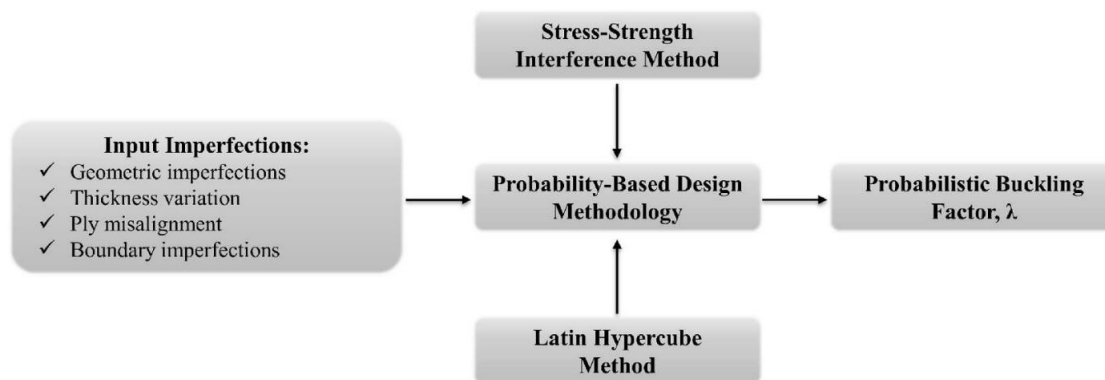 Stress-Strength
Interference Method
Input Imperfections:
✓ Geometric imperfections
✓ Thickness variation
✓ Ply misalignment
✓ Boundary imperfections
Probability-Based Design
Methodology
Probabilistic Buckling
Factor, λ
Latin Hypercube
Method